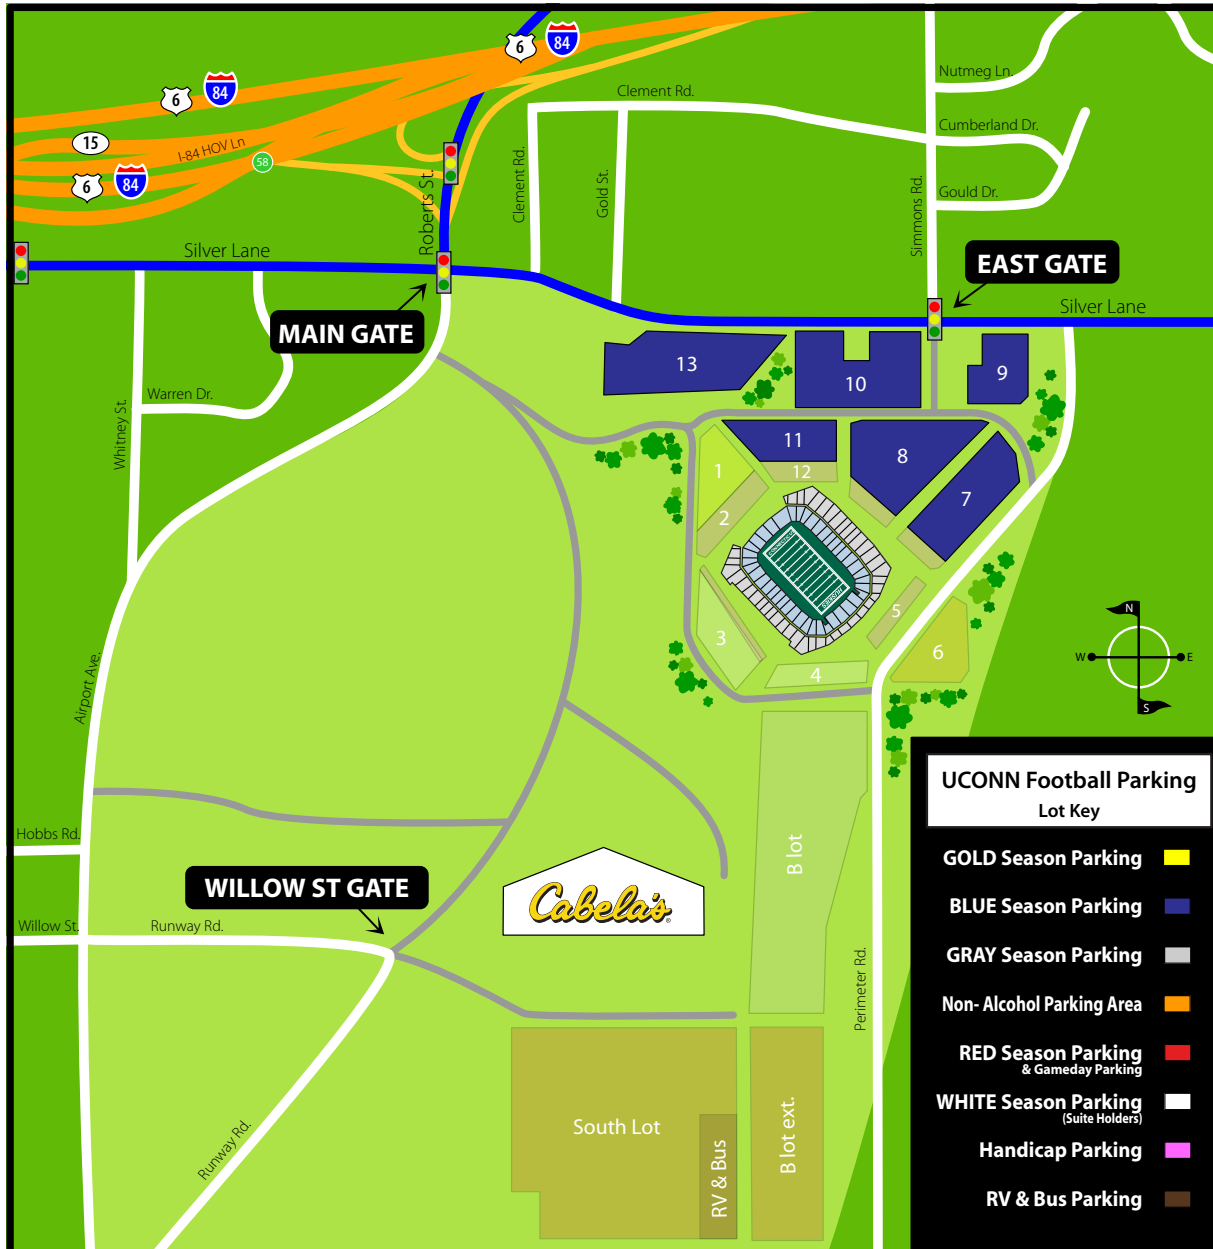 6
84
6
84
15
I-84 HOV Ln
58
6
84
Roberts St.
Clement Rd.
Clement Rd.
Gold St.
Nutmeg Ln.
Cumberland Dr.
Gould Dr.
Simmons Rd.
Silver Lane
EAST GATE
Silver Lane
MAIN GATE
Warren Dr.
Whitney St.
13
10
9
11
12
8
7
1
2
3
4
5
6
CONNECTICUT
HUSKIES
Airport Ave.
N
W
E
S
Hobbs Rd.
Willow St.
Runway Rd.
WILLOW ST GATE
Cabela's
®
B lot
Perimeter Rd.
Runway Rd.
South Lot
RV & Bus
B lot ext.
UCONN Football Parking
Lot Key
GOLD Season Parking
BLUE Season Parking
GRAY Season Parking
Non- Alcohol Parking Area
RED Season Parking
& Gameday Parking
WHITE Season Parking
(Suite Holders)
Handicap Parking
RV & Bus Parking